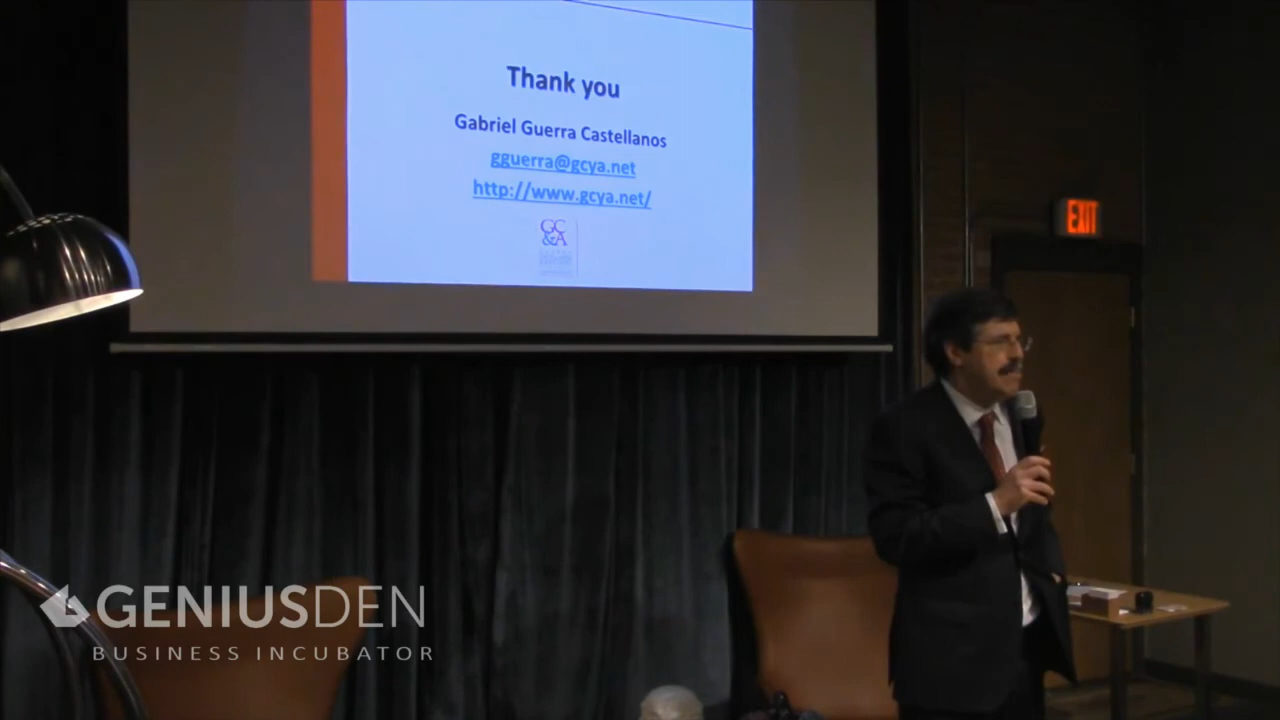 Thank you
Gabriel Guerra Castellanos
gguerra@gcya.net
http://www.gcya.net/
GC
&A
EXIT
GENIUSDEN
BUSINESS INCUBATOR